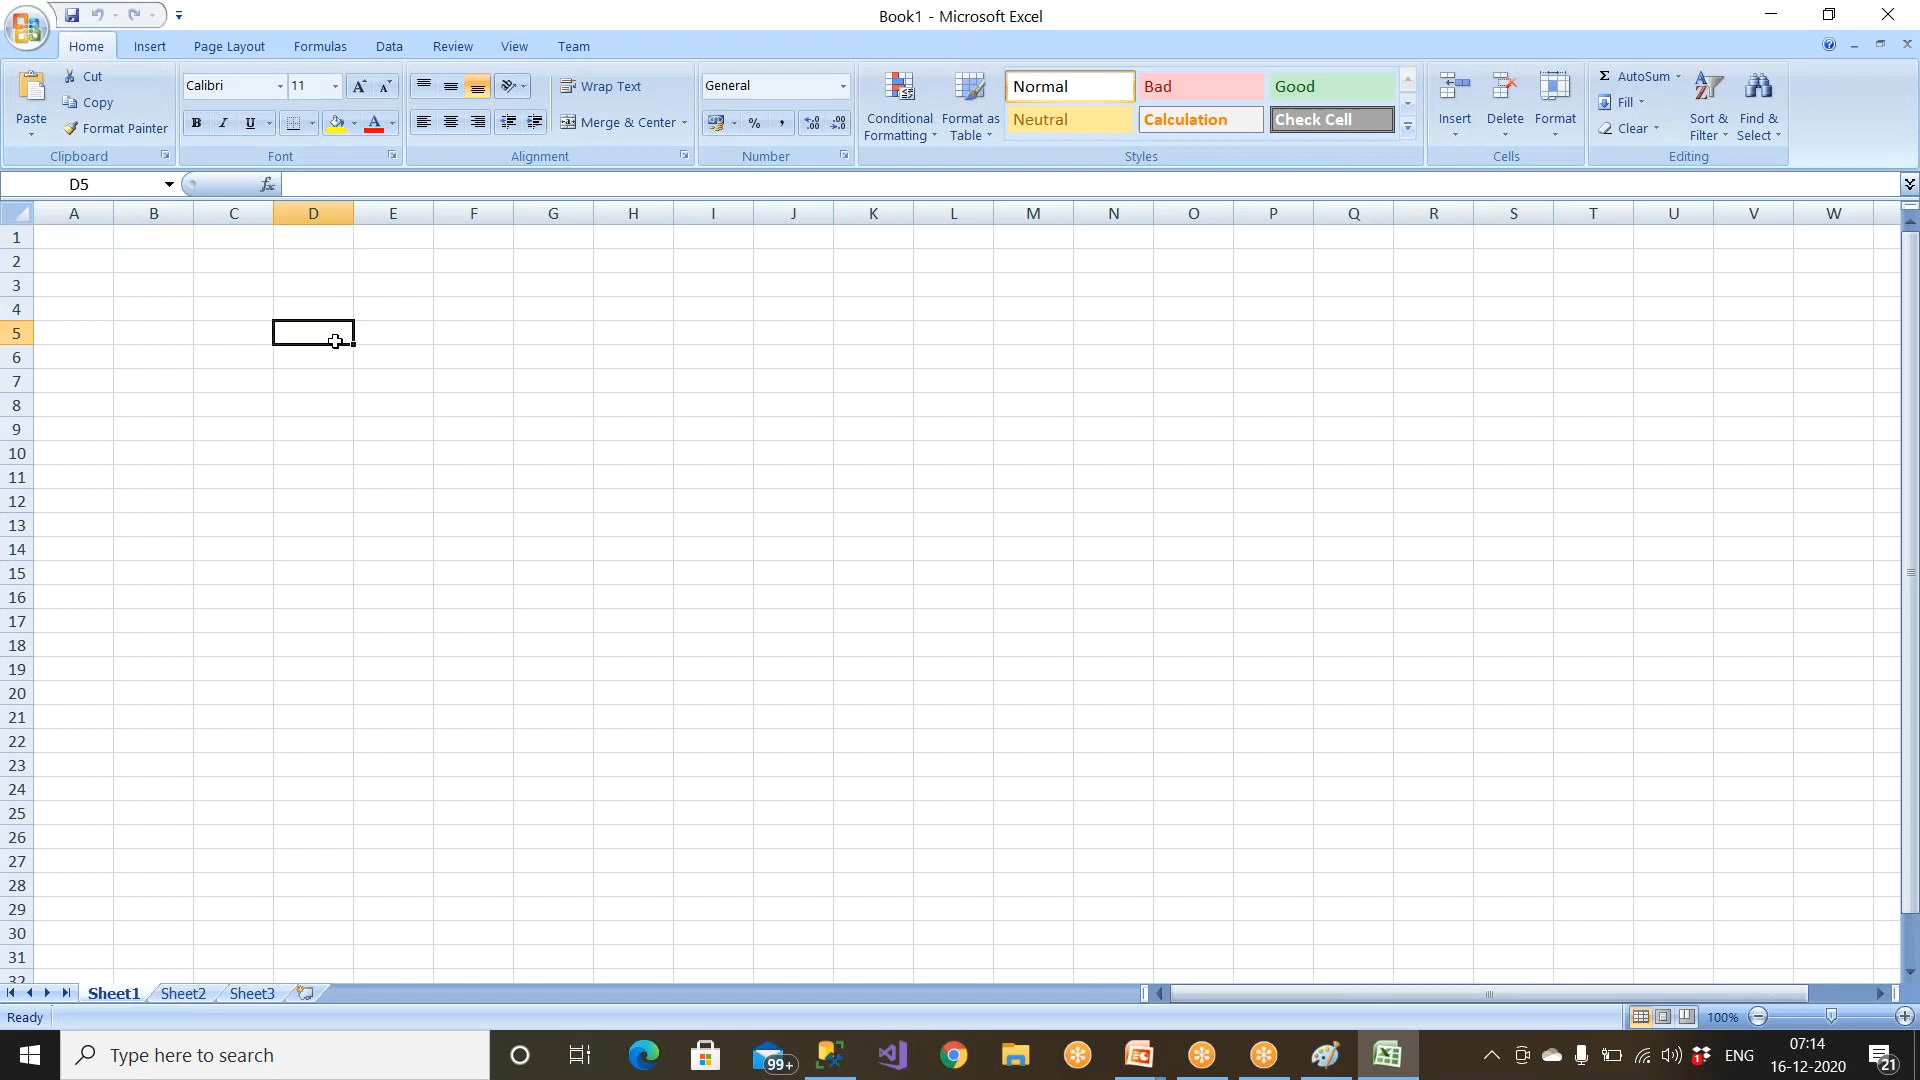 Book1 - Microsoft Excel
Home Insert Page Layout Formulas Data Review View Team
Paste
Cut
Copy
Format Painter
Clipboard
Calibri 11
B I U A
Font
Wrap Text
Merge & Center
Alignment
General
%
Number
Conditional Formatting
Format as Table
Normal Bad Good
Neutral Calculation Check Cell
Styles
Insert Delete Format
Cells
Σ AutoSum
Fill
Clear
Sort & Filter
Find & Select
Editing
D5 fx
A B C D E F G H I J K L M N O P Q R S T U V W
1
2
3
4
5
6
7
8
9
10
11
12
13
14
15
16
17
18
19
20
21
22
23
24
25
26
27
28
29
30
31
32
Sheet1 Sheet2 Sheet3
Ready 100%
Type here to search 99+ 1 ENG 07:14
16-12-2020 21